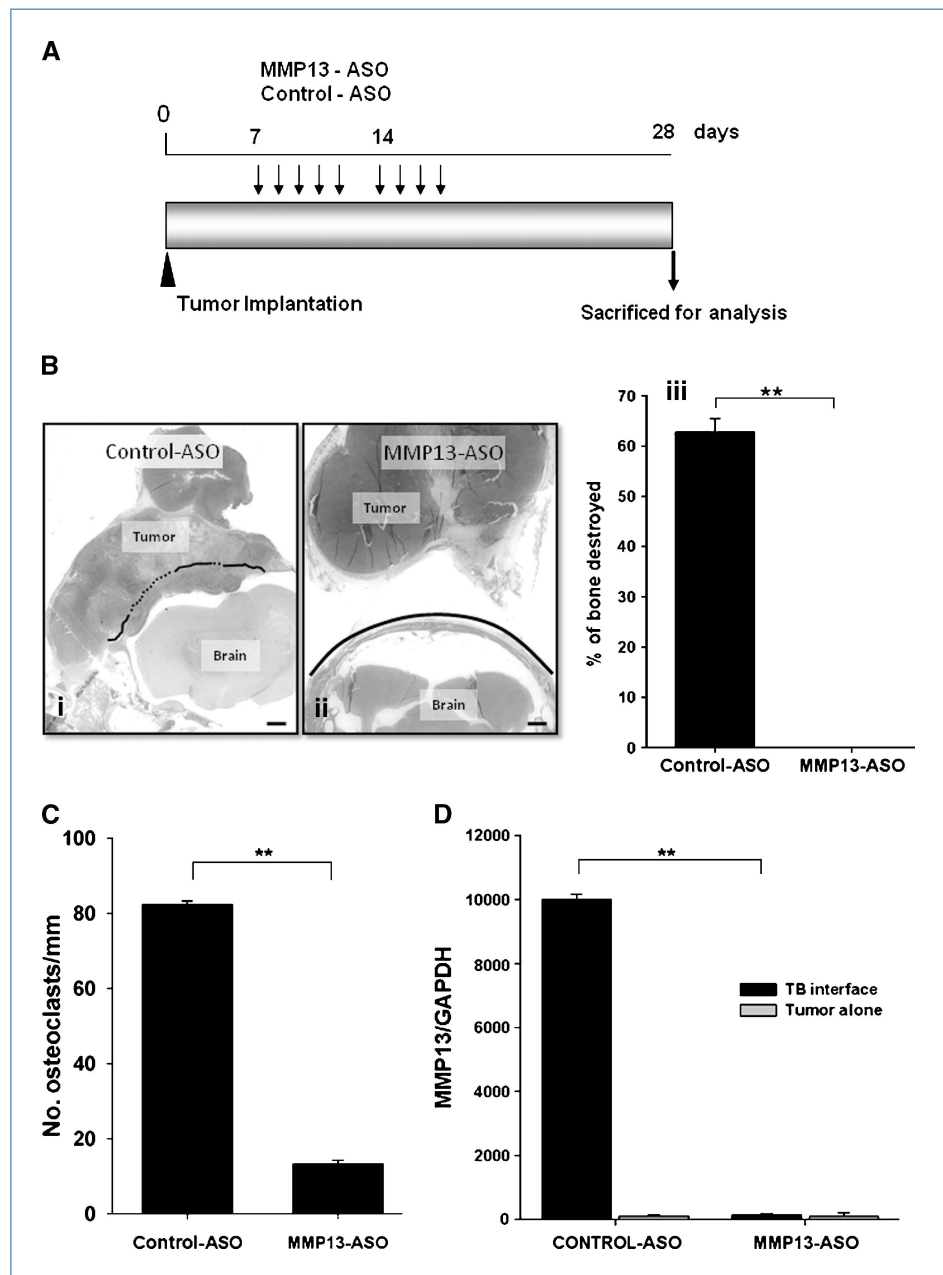 A
MMP13 - ASO
Control - ASO
0
7
14
28 days
Tumor Implantation
Sacrificed for analysis
B
Control-ASO
Tumor
Brain
i
MMP13-ASO
Tumor
Brain
ii
iii
**
70
60
50
40
30
20
10
0
% of bone destroyed
Control-ASO MMP13-ASO
C
**
100
80
60
40
20
0
No. osteoclasts/mm
Control-ASO MMP13-ASO
D
**
12000
10000
8000
6000
4000
2000
0
MMP13/GAPDH
TB interface
Tumor alone
CONTROL-ASO MMP13-ASO